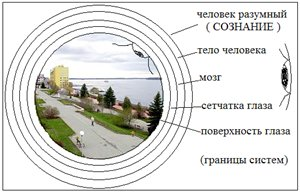 человек разумный
( СОЗНАНИЕ )
тело человека
мозг
сетчатка глаза
поверхность глаза
(границы систем)